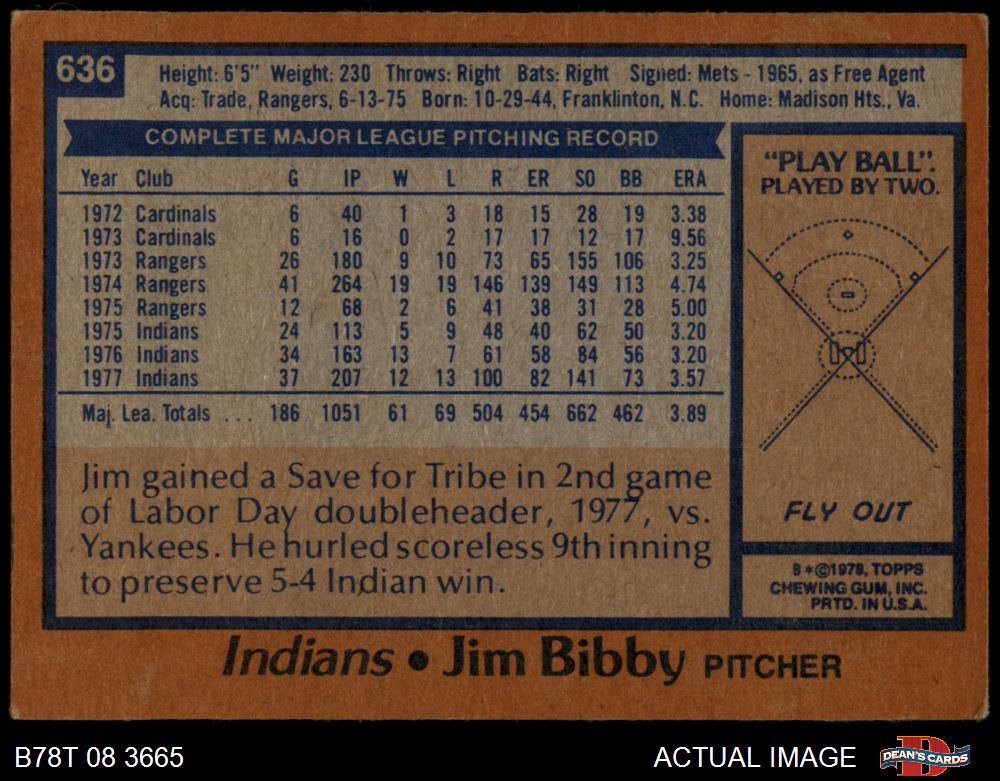 636
Height: 6'5" Weight: 230 Throws: Right Bats: Right Signed: Mets - 1965, as Free Agent
Acq: Trade, Rangers, 6-13-75 Born: 10-29-44, Franklinton, N.C. Home: Madison Hts., Va.
COMPLETE MAJOR LEAGUE PITCHING RECORD
Year Club G IP W L R ER SO BB ERA
1972 Cardinals 6 40 1 3 18 15 28 19 3.38
1973 Cardinals 6 16 0 2 17 17 12 17 9.56
1973 Rangers 26 180 9 10 73 65 155 106 3.25
1974 Rangers 41 264 19 19 146 139 149 113 4.74
1975 Rangers 12 68 2 6 41 38 31 28 5.00
1975 Indians 24 113 5 9 48 40 62 50 3.20
1976 Indians 34 163 13 7 61 58 84 56 3.20
1977 Indians 37 207 12 13 100 82 141 73 3.57
Maj. Lea. Totals ... 186 1051 61 69 504 454 662 462 3.89
Jim gained a Save for Tribe in 2nd game
of Labor Day doubleheader, 1977, vs.
Yankees. He hurled scoreless 9th inning
to preserve 5-4 Indian win.
"PLAY BALL".
PLAYED BY TWO.
FLY OUT
B*©1978, TOPPS
CHEWING GUM, INC.
PRTD. IN U.S.A.
Indians • Jim Bibby PITCHER
B78T 08 3665
ACTUAL IMAGE
DEAN'S CARDS